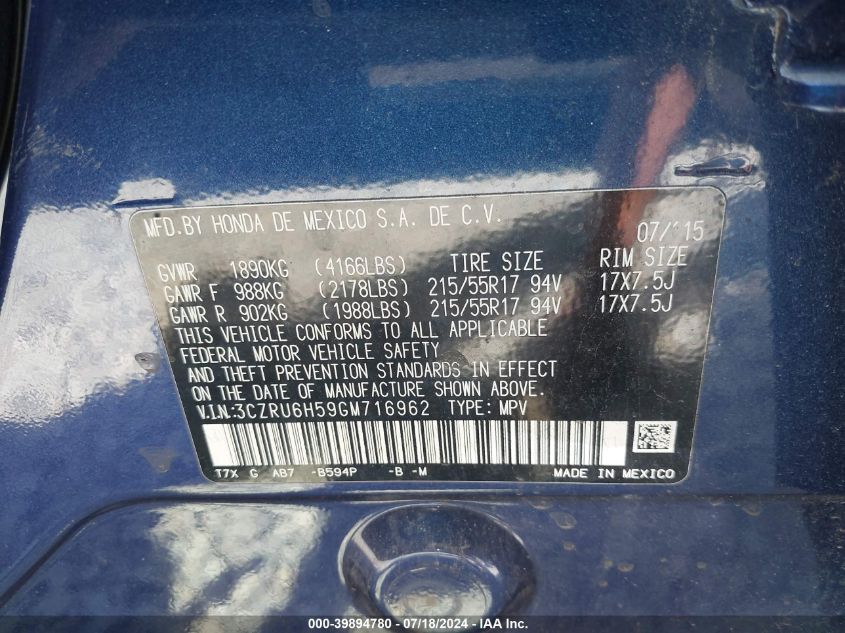 MFD.BY HONDA DE MEXICO S.A. DE C.V.
07/'15
GVWR 1890KG (4166LBS) TIRE SIZE RIM SIZE
GAWR F 988KG (2178LBS) 215/55R17 94V 17X7.5J
GAWR R 902KG (1988LBS) 215/55R17 94V 17X7.5J
THIS VEHICLE CONFORMS TO ALL APPLICABLE
FEDERAL MOTOR VEHICLE SAFETY
AND THEFT PREVENTION STANDARDS IN EFFECT
ON THE DATE OF MANUFACTURE SHOWN ABOVE.
V.I.N.:3CZRU6H59GM716962 TYPE: MPV
T7X G AB7 -B594P -B -M MADE IN MEXICO
000-39894780 - 07/18/2024 - IAA Inc.